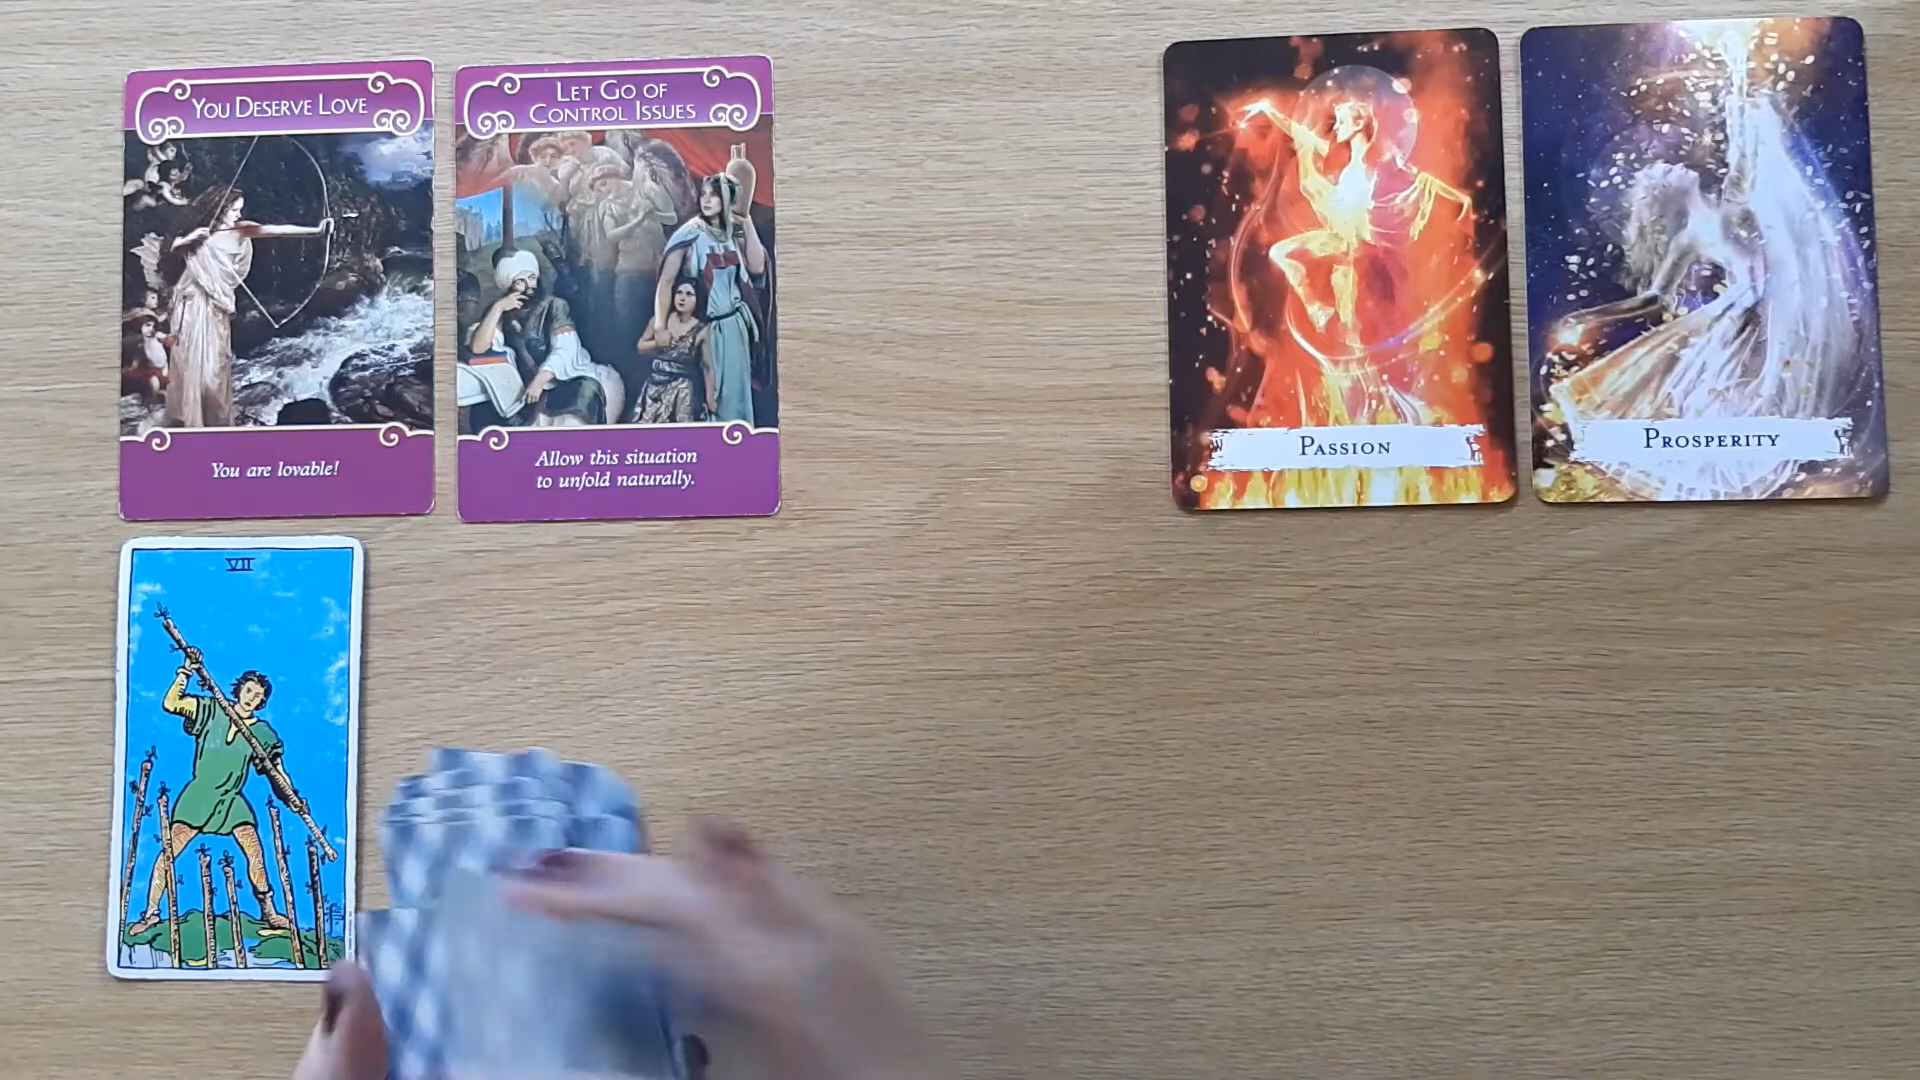 You Deserve Love
You are lovable!
Let Go of
Control Issues
Allow this situation
to unfold naturally.
Passion
Prosperity
VII